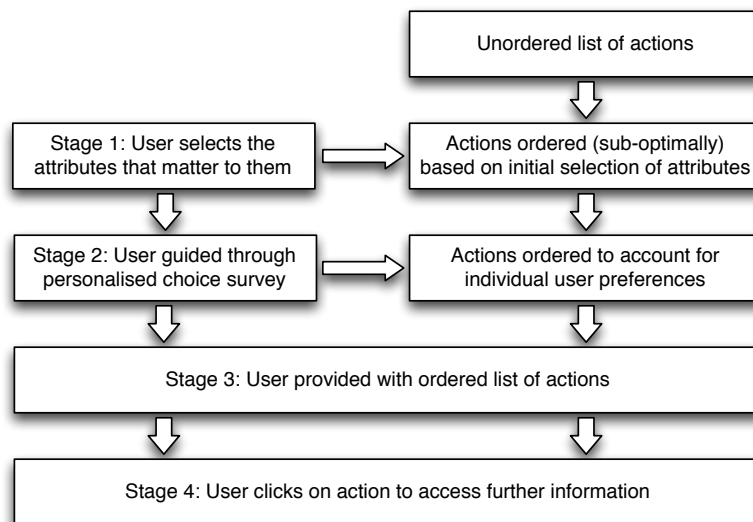 Unordered list of actions
Stage 1: User selects the
attributes that matter to them
Actions ordered (sub-optimally)
based on initial selection of attributes
Stage 2: User guided through
personalised choice survey
Actions ordered to account for
individual user preferences
Stage 3: User provided with ordered list of actions
Stage 4: User clicks on action to access further information